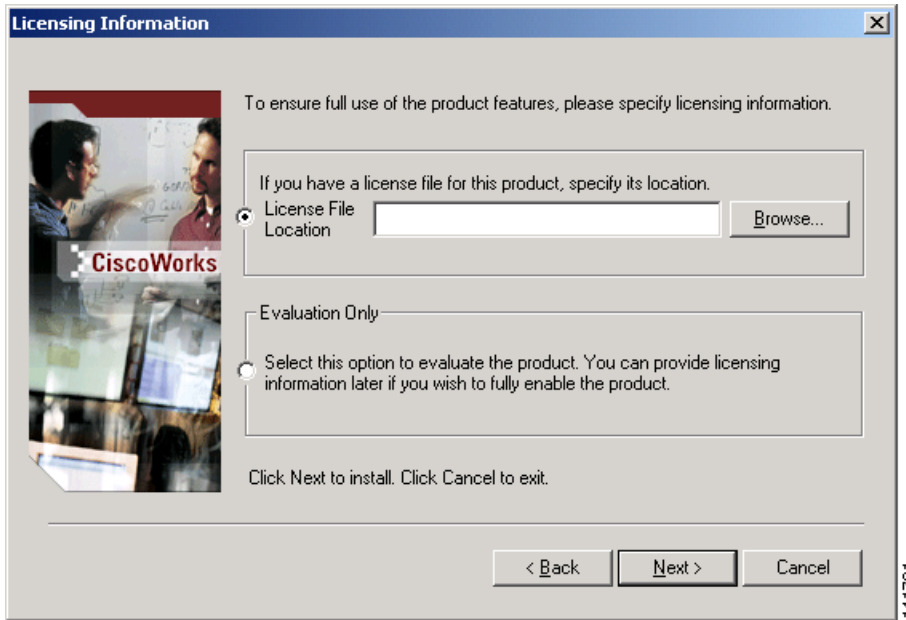 Licensing Information
To ensure full use of the product features, please specify licensing information.
If you have a license file for this product, specify its location.
License File
Location
Browse...
CiscoWorks
Evaluation Only
Select this option to evaluate the product. You can provide licensing
information later if you wish to fully enable the product.
Click Next to install. Click Cancel to exit.
< Back
Next >
Cancel